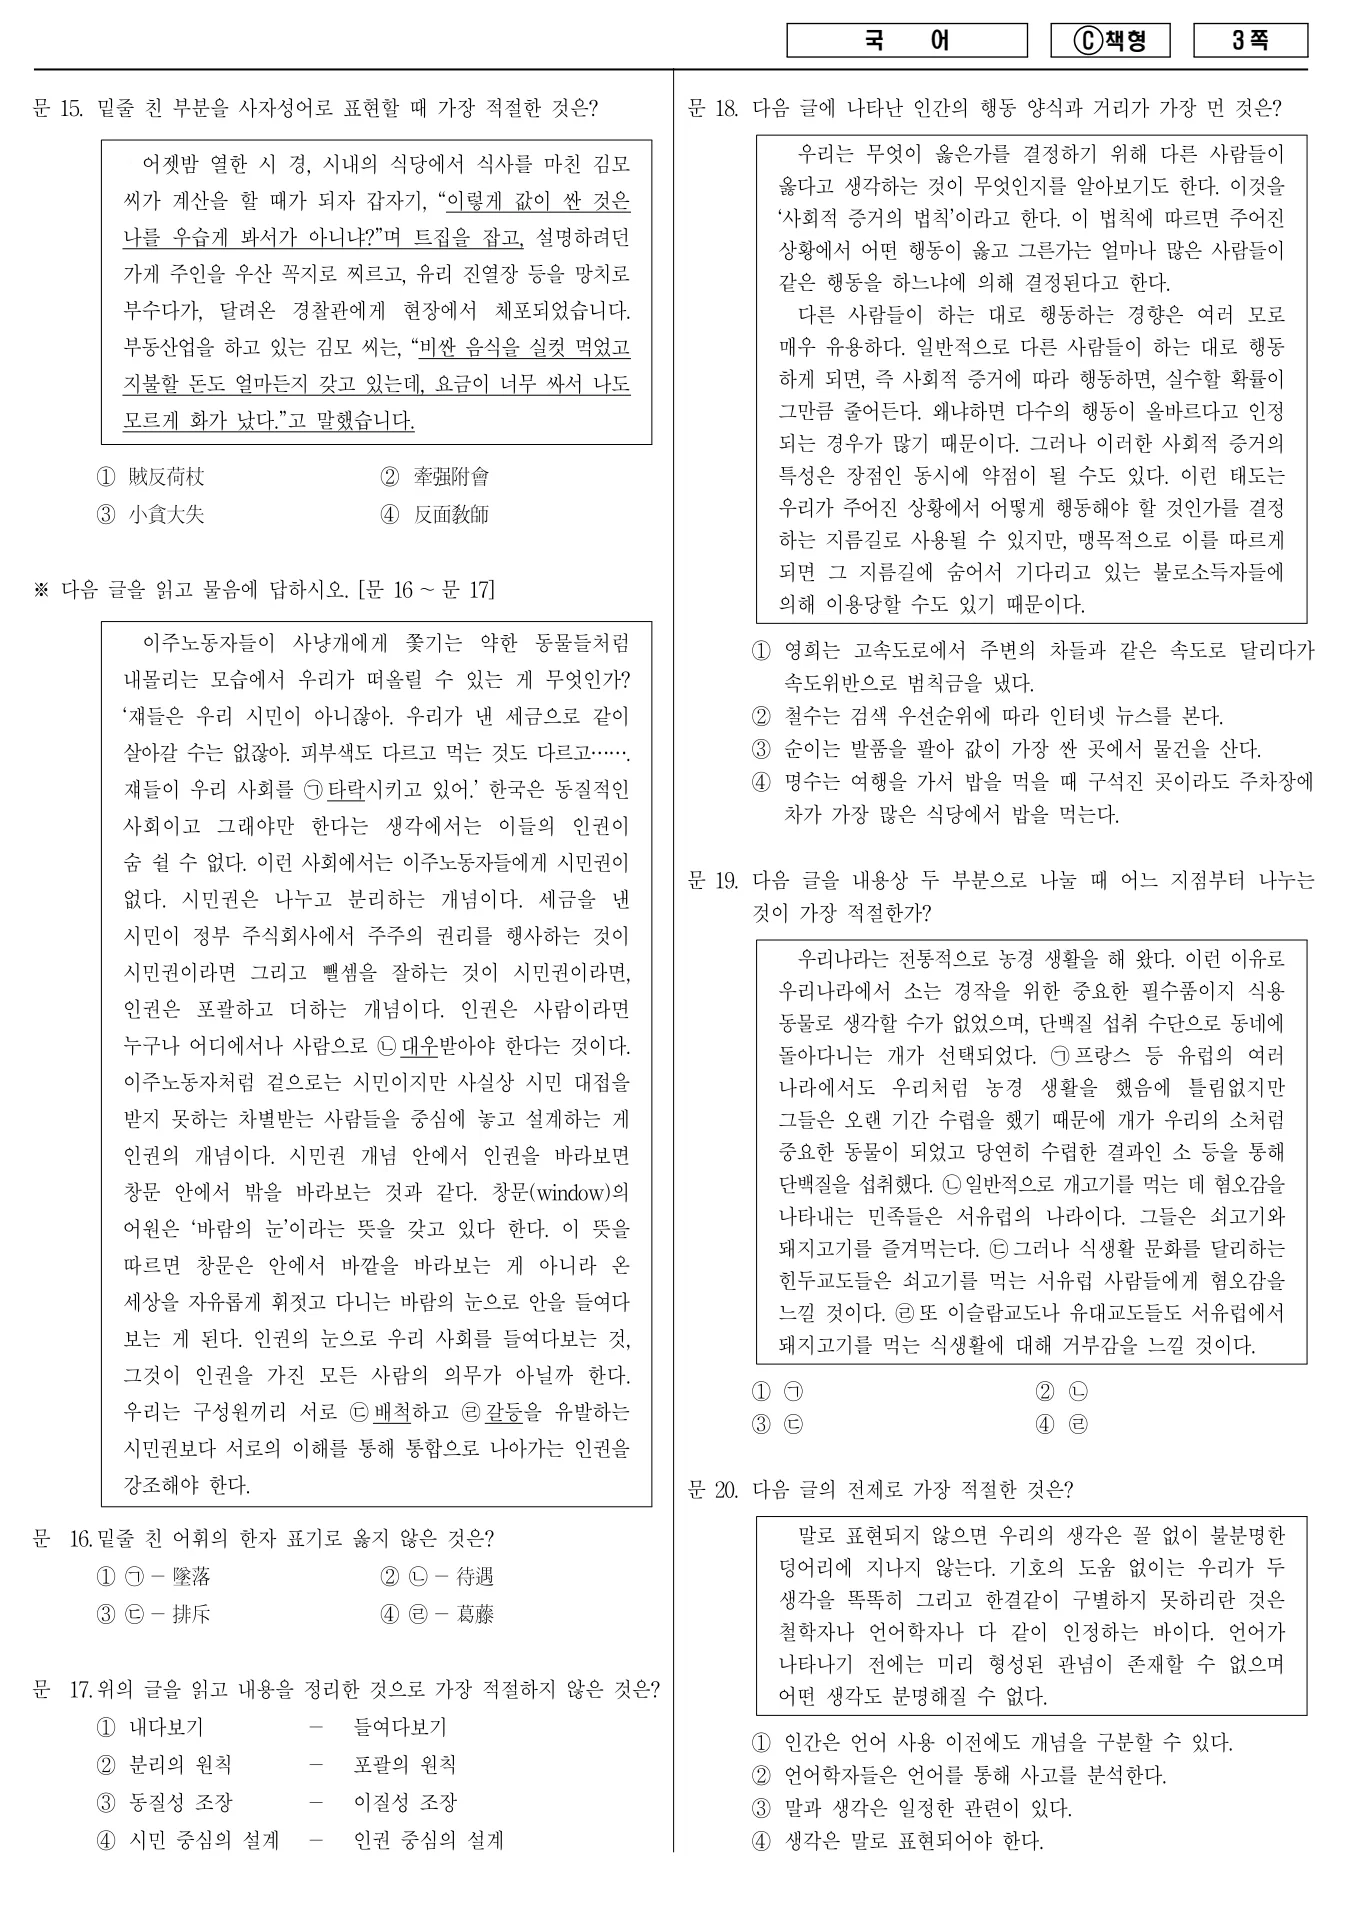 국 어
Ⓒ책형
3쪽
문 15. 밑줄 친 부분을 사자성어로 표현할 때 가장 적절한 것은?
어젯밤 열한 시 경, 시내의 식당에서 식사를 마친 김모
씨가 계산을 할 때가 되자 갑자기, “이렇게 값이 싼 것은
나를 우습게 봐서가 아니냐?”며 트집을 잡고, 설명하려던
가게 주인을 우산 꼭지로 찌르고, 유리 진열장 등을 망치로
부수다가, 달려온 경찰관에게 현장에서 체포되었습니다.
부동산업을 하고 있는 김모 씨는, “비싼 음식을 실컷 먹었고
지불할 돈도 얼마든지 갖고 있는데, 요금이 너무 싸서 나도
모르게 화가 났다.”고 말했습니다.
① 賊反荷杖 ② 牽强附會
③ 小貪大失 ④ 反面敎師
※ 다음 글을 읽고 물음에 답하시오. [문 16 ~ 문 17]
이주노동자들이 사냥개에게 쫓기는 약한 동물들처럼
내몰리는 모습에서 우리가 떠올릴 수 있는 게 무엇인가?
‘쟤들은 우리 시민이 아니잖아. 우리가 낸 세금으로 같이
살아갈 수는 없잖아. 피부색도 다르고 먹는 것도 다르고…….
쟤들이 우리 사회를 ㉠타락시키고 있어.’ 한국은 동질적인
사회이고 그래야만 한다는 생각에서는 이들의 인권이
숨 쉴 수 없다. 이런 사회에서는 이주노동자들에게 시민권이
없다. 시민권은 나누고 분리하는 개념이다. 세금을 낸
시민이 정부 주식회사에서 주주의 권리를 행사하는 것이
시민권이라면 그리고 뺄셈을 잘하는 것이 시민권이라면,
인권은 포괄하고 더하는 개념이다. 인권은 사람이라면
누구나 어디에서나 사람으로 ㉡대우받아야 한다는 것이다.
이주노동자처럼 겉으로는 시민이지만 사실상 시민 대접을
받지 못하는 차별받는 사람들을 중심에 놓고 설계하는 게
인권의 개념이다. 시민권 개념 안에서 인권을 바라보면
창문 안에서 밖을 바라보는 것과 같다. 창문(window)의
어원은 ‘바람의 눈’이라는 뜻을 갖고 있다 한다. 이 뜻을
따르면 창문은 안에서 바깥을 바라보는 게 아니라 온
세상을 자유롭게 휘젓고 다니는 바람의 눈으로 안을 들여다
보는 게 된다. 인권의 눈으로 우리 사회를 들여다보는 것,
그것이 인권을 가진 모든 사람의 의무가 아닐까 한다.
우리는 구성원끼리 서로 ㉢배척하고 ㉣갈등을 유발하는
시민권보다 서로의 이해를 통해 통합으로 나아가는 인권을
강조해야 한다.
문 16. 밑줄 친 어휘의 한자 표기로 옳지 않은 것은?
① ㉠ - 墜落 ② ㉡ - 待遇
③ ㉢ - 排斥 ④ ㉣ - 葛藤
문 17. 위의 글을 읽고 내용을 정리한 것으로 가장 적절하지 않은 것은?
① 내다보기 - 들여다보기
② 분리의 원칙 - 포괄의 원칙
③ 동질성 조장 - 이질성 조장
④ 시민 중심의 설계 - 인권 중심의 설계
문 18. 다음 글에 나타난 인간의 행동 양식과 거리가 가장 먼 것은?
우리는 무엇이 옳은가를 결정하기 위해 다른 사람들이
옳다고 생각하는 것이 무엇인지를 알아보기도 한다. 이것을
‘사회적 증거의 법칙’이라고 한다. 이 법칙에 따르면 주어진
상황에서 어떤 행동이 옳고 그른가는 얼마나 많은 사람들이
같은 행동을 하느냐에 의해 결정된다고 한다.
다른 사람들이 하는 대로 행동하는 경향은 여러 모로
매우 유용하다. 일반적으로 다른 사람들이 하는 대로 행동
하게 되면, 즉 사회적 증거에 따라 행동하면, 실수할 확률이
그만큼 줄어든다. 왜냐하면 다수의 행동이 올바르다고 인정
되는 경우가 많기 때문이다. 그러나 이러한 사회적 증거의
특성은 장점인 동시에 약점이 될 수도 있다. 이런 태도는
우리가 주어진 상황에서 어떻게 행동해야 할 것인가를 결정
하는 지름길로 사용될 수 있지만, 맹목적으로 이를 따르게
되면 그 지름길에 숨어서 기다리고 있는 불로소득자들에
의해 이용당할 수도 있기 때문이다.
① 영희는 고속도로에서 주변의 차들과 같은 속도로 달리다가
속도위반으로 범칙금을 냈다.
② 철수는 검색 우선순위에 따라 인터넷 뉴스를 본다.
③ 순이는 발품을 팔아 값이 가장 싼 곳에서 물건을 산다.
④ 명수는 여행을 가서 밥을 먹을 때 구석진 곳이라도 주차장에
차가 가장 많은 식당에서 밥을 먹는다.
문 19. 다음 글을 내용상 두 부분으로 나눌 때 어느 지점부터 나누는
것이 가장 적절한가?
우리나라는 전통적으로 농경 생활을 해 왔다. 이런 이유로
우리나라에서 소는 경작을 위한 중요한 필수품이지 식용
동물로 생각할 수가 없었으며, 단백질 섭취 수단으로 동네에
돌아다니는 개가 선택되었다. ㉠프랑스 등 유럽의 여러
나라에서도 우리처럼 농경 생활을 했음에 틀림없지만
그들은 오랜 기간 수렵을 했기 때문에 개가 우리의 소처럼
중요한 동물이 되었고 당연히 수렵한 결과인 소 등을 통해
단백질을 섭취했다. ㉡일반적으로 개고기를 먹는 데 혐오감을
나타내는 민족들은 서유럽의 나라이다. 그들은 쇠고기와
돼지고기를 즐겨먹는다. ㉢그러나 식생활 문화를 달리하는
힌두교도들은 쇠고기를 먹는 서유럽 사람들에게 혐오감을
느낄 것이다. ㉣또 이슬람교도나 유대교도들도 서유럽에서
돼지고기를 먹는 식생활에 대해 거부감을 느낄 것이다.
① ㉠ ② ㉡
③ ㉢ ④ ㉣
문 20. 다음 글의 전제로 가장 적절한 것은?
말로 표현되지 않으면 우리의 생각은 꼴 없이 불분명한
덩어리에 지나지 않는다. 기호의 도움 없이는 우리가 두
생각을 똑똑히 그리고 한결같이 구별하지 못하리란 것은
철학자나 언어학자나 다 같이 인정하는 바이다. 언어가
나타나기 전에는 미리 형성된 관념이 존재할 수 없으며
어떤 생각도 분명해질 수 없다.
① 인간은 언어 사용 이전에도 개념을 구분할 수 있다.
② 언어학자들은 언어를 통해 사고를 분석한다.
③ 말과 생각은 일정한 관련이 있다.
④ 생각은 말로 표현되어야 한다.